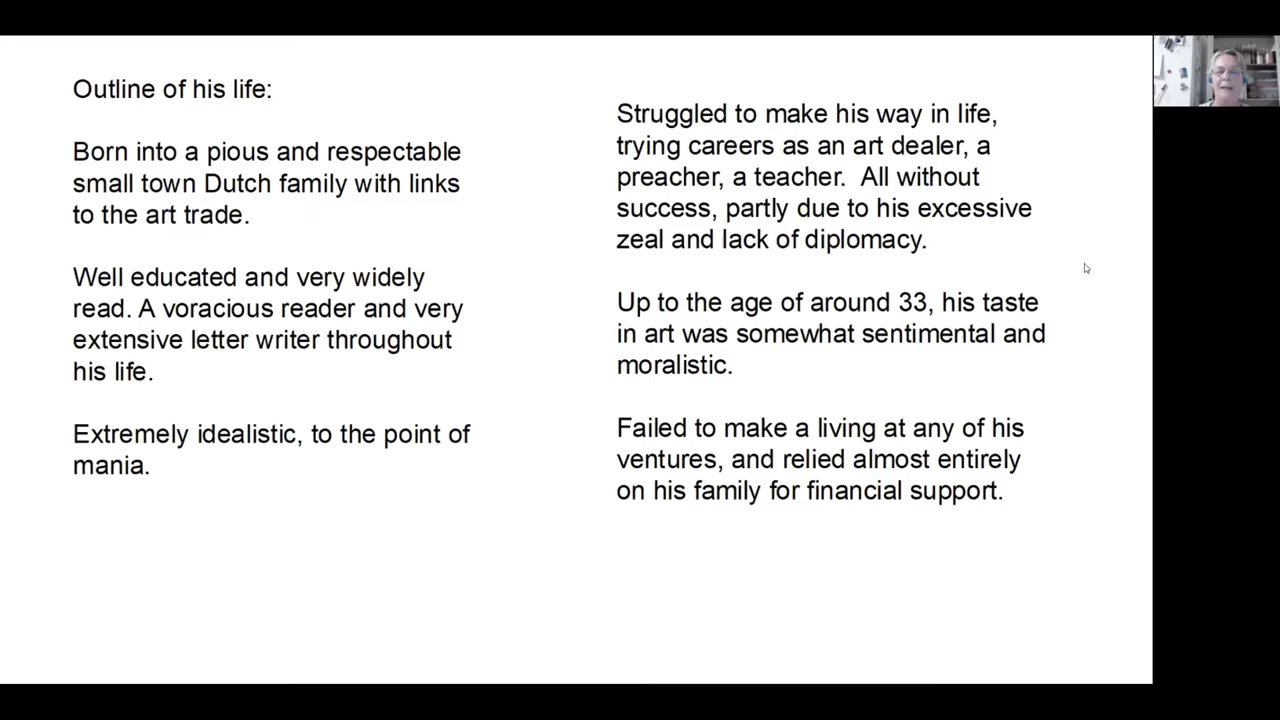 Outline of his life:
Born into a pious and respectable
small town Dutch family with links
to the art trade.
Well educated and very widely
read. A voracious reader and very
extensive letter writer throughout
his life.
Extremely idealistic, to the point of
mania.
Struggled to make his way in life,
trying careers as an art dealer, a
preacher, a teacher.  All without
success, partly due to his excessive
zeal and lack of diplomacy.
Up to the age of around 33, his taste
in art was somewhat sentimental and
moralistic.
Failed to make a living at any of his
ventures, and relied almost entirely
on his family for financial support.